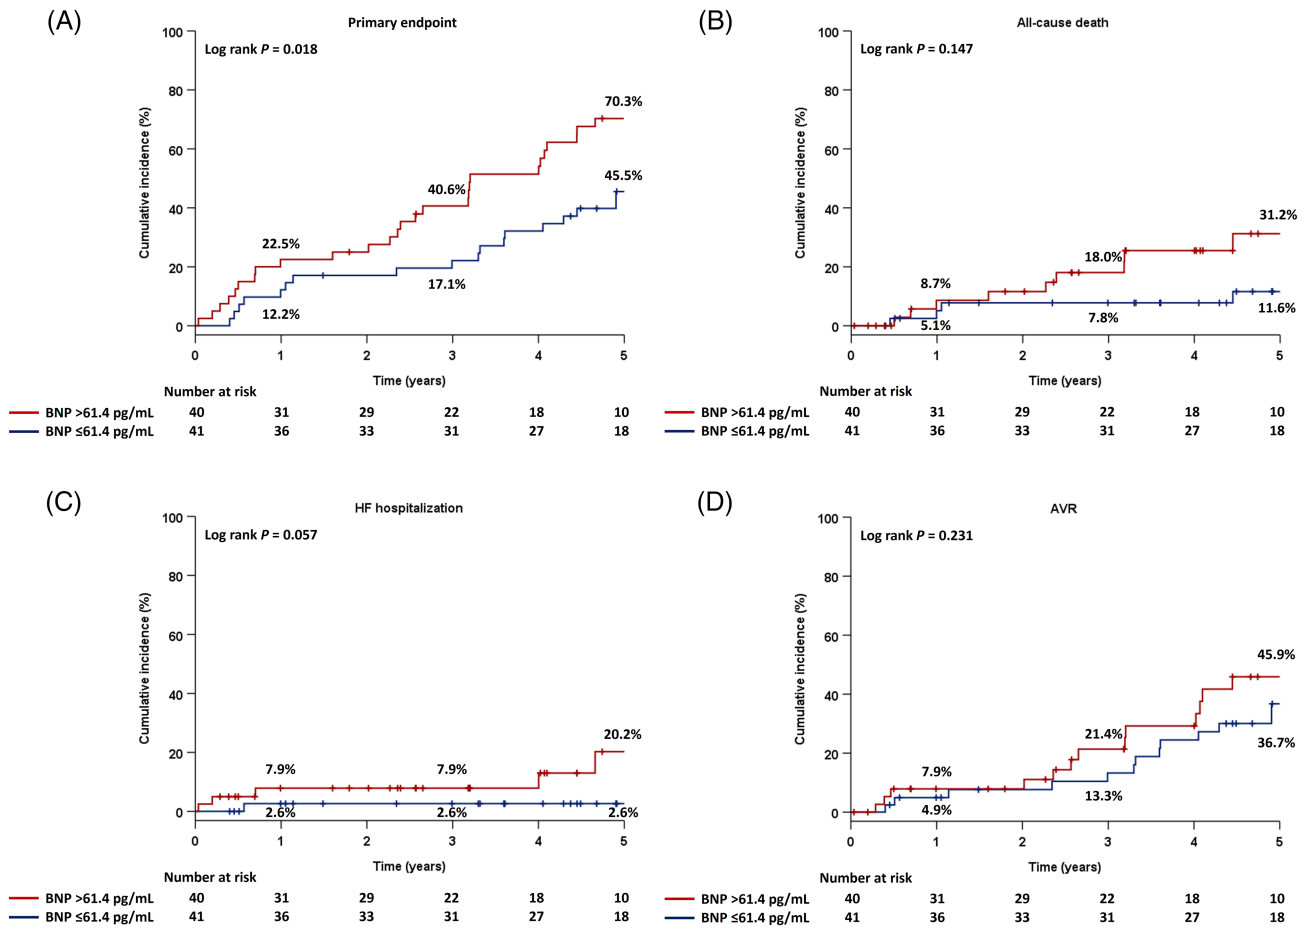 (A)
Primary endpoint
Log rank P = 0.018
Cumulative incidence (%)
100
80
60
40
20
0
70.3%
45.5%
40.6%
22.5%
17.1%
12.2%
0 1 2 3 4 5
Time (years)
Number at risk
BNP >61.4 pg/mL 40 31 29 22 18 10
BNP ≤61.4 pg/mL 41 36 33 31 27 18
(B)
All-cause death
Log rank P = 0.147
Cumulative incidence (%)
100
80
60
40
20
0
31.2%
18.0%
8.7%
11.6%
7.8%
5.1%
0 1 2 3 4 5
Time (years)
Number at risk
BNP >61.4 pg/mL 40 31 29 22 18 10
BNP ≤61.4 pg/mL 41 36 33 31 27 18
(C)
HF hospitalization
Log rank P = 0.057
Cumulative incidence (%)
100
80
60
40
20
0
20.2%
7.9% 7.9%
2.6% 2.6% 2.6%
0 1 2 3 4 5
Time (years)
Number at risk
BNP >61.4 pg/mL 40 31 29 22 18 10
BNP ≤61.4 pg/mL 41 36 33 31 27 18
(D)
AVR
Log rank P = 0.231
Cumulative incidence (%)
100
80
60
40
20
0
45.9%
21.4%
36.7%
7.9%
13.3%
4.9%
0 1 2 3 4 5
Time (years)
Number at risk
BNP >61.4 pg/mL 40 31 29 22 18 10
BNP ≤61.4 pg/mL 41 36 33 31 27 18